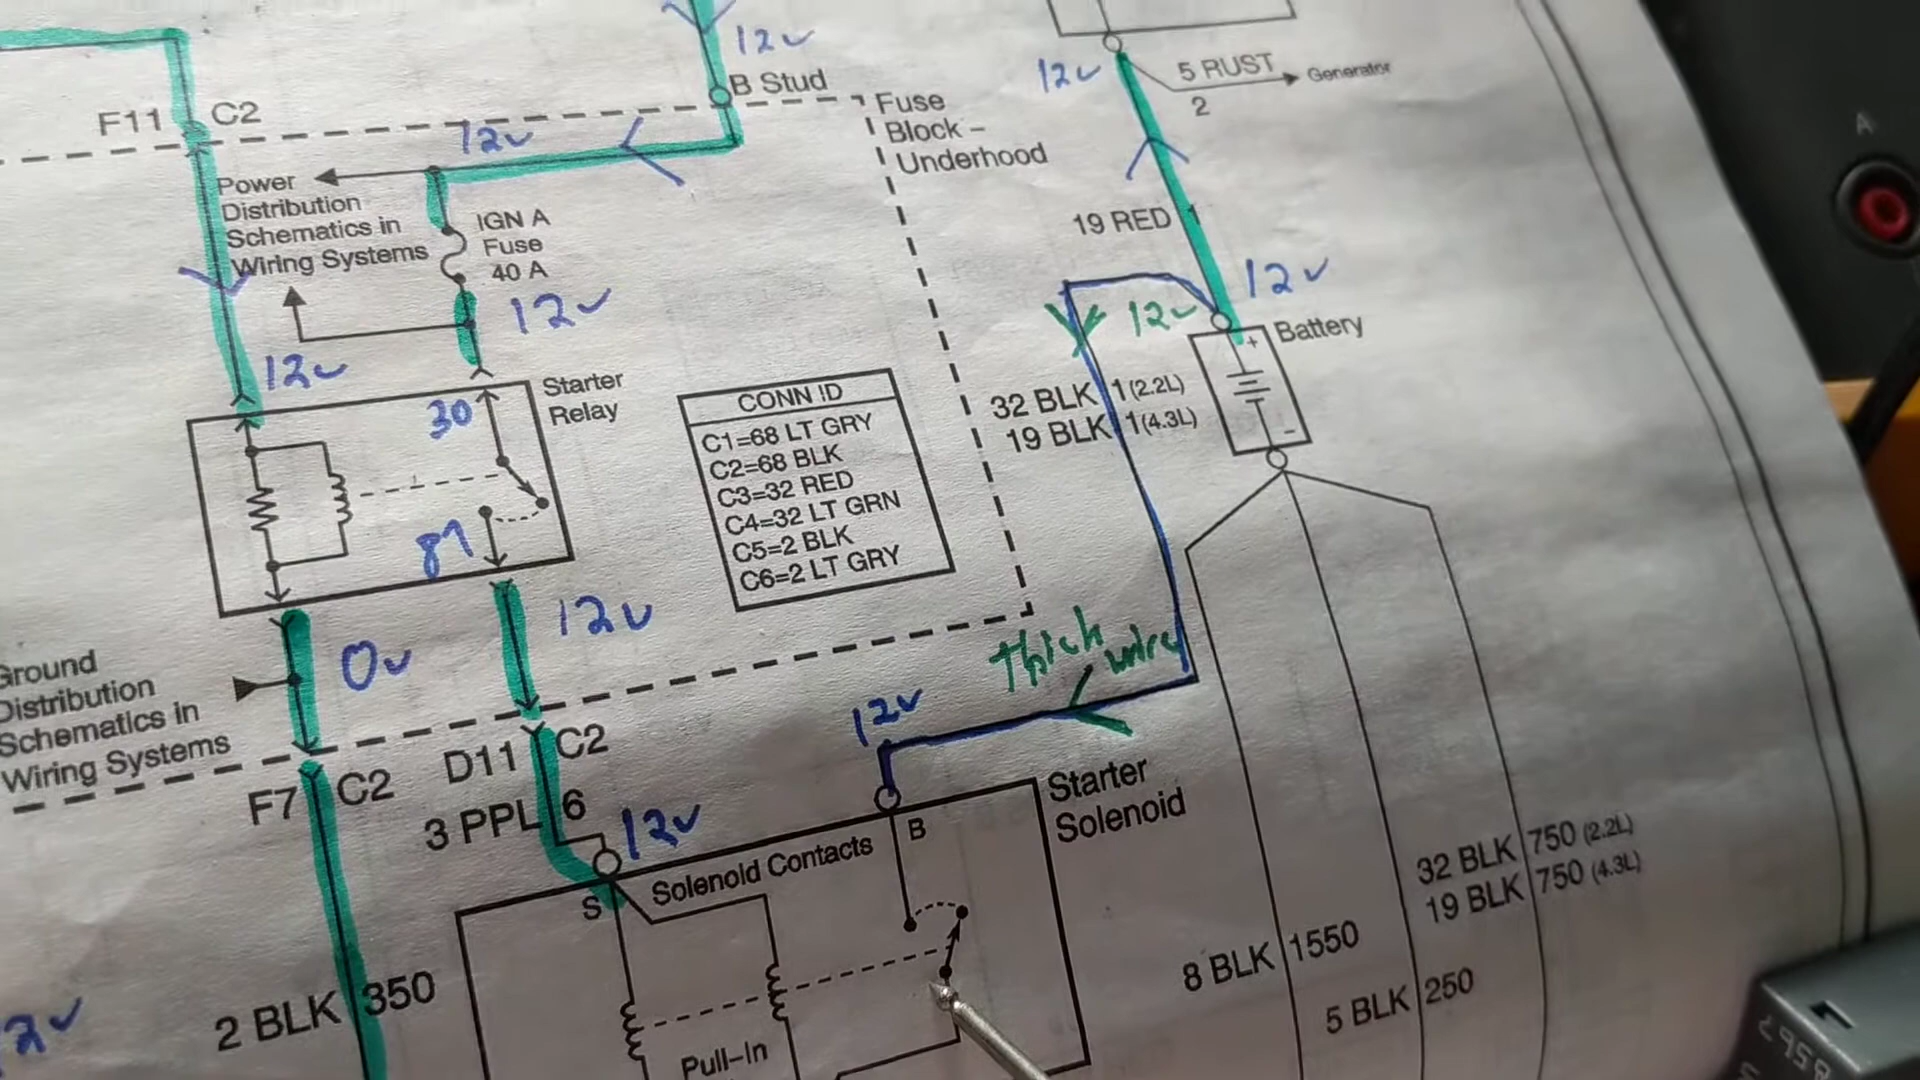 12v
B Stud
12v
5 RUST
Generator
2
F11
C2
12v
Fuse
Block –
Underhood
Power
Distribution
Schematics in
Wiring Systems
IGN A
Fuse
40 A
12v
12v
19 RED
1
12v
12v
Battery
+
–
Starter
Relay
30
87
CONN ID
C1=68 LT GRY
C2=68 BLK
C3=32 RED
C4=32 LT GRN
C5=2 BLK
C6=2 LT GRY
32 BLK 1 (2.2L)
19 BLK 1 (4.3L)
Ground
Distribution
Schematics in
Wiring Systems
0v
12v
Thick wire
12v
F7
C2
D11
C2
3 PPL 6
12v
Starter
Solenoid
B
Solenoid Contacts
S
2 BLK 350
Pull–In
32 BLK 750 (2.2L)
19 BLK 750 (4.3L)
8 BLK 1550
5 BLK 250
A